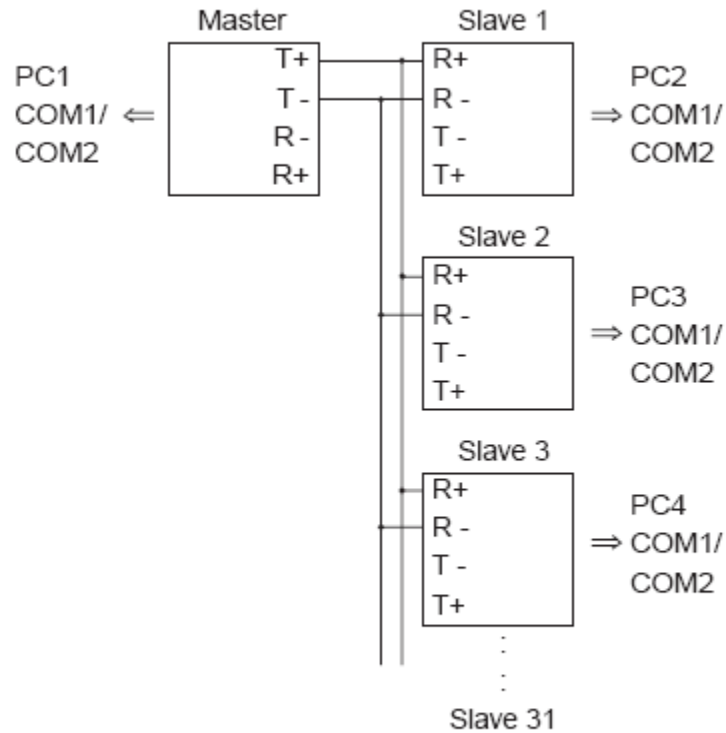 Master
PC1
COM1/
COM2
⇐
T+
T -
R -
R+
Slave 1
R+
R -
T -
T+
⇒
PC2
COM1/
COM2
Slave 2
R+
R -
T -
T+
⇒
PC3
COM1/
COM2
Slave 3
R+
R -
T -
T+
⇒
PC4
COM1/
COM2
Slave 31